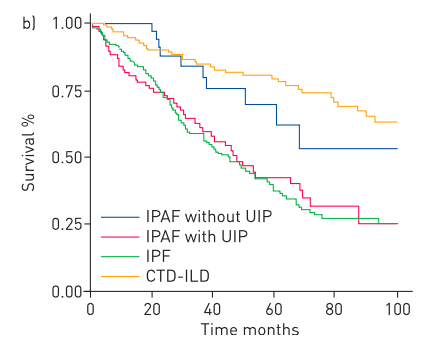 b)
1.00
0.75
0.50
0.25
0.00
Survival %
IPAF without UIP
IPAF with UIP
IPF
CTD-ILD
0 20 40 60 80 100
Time months